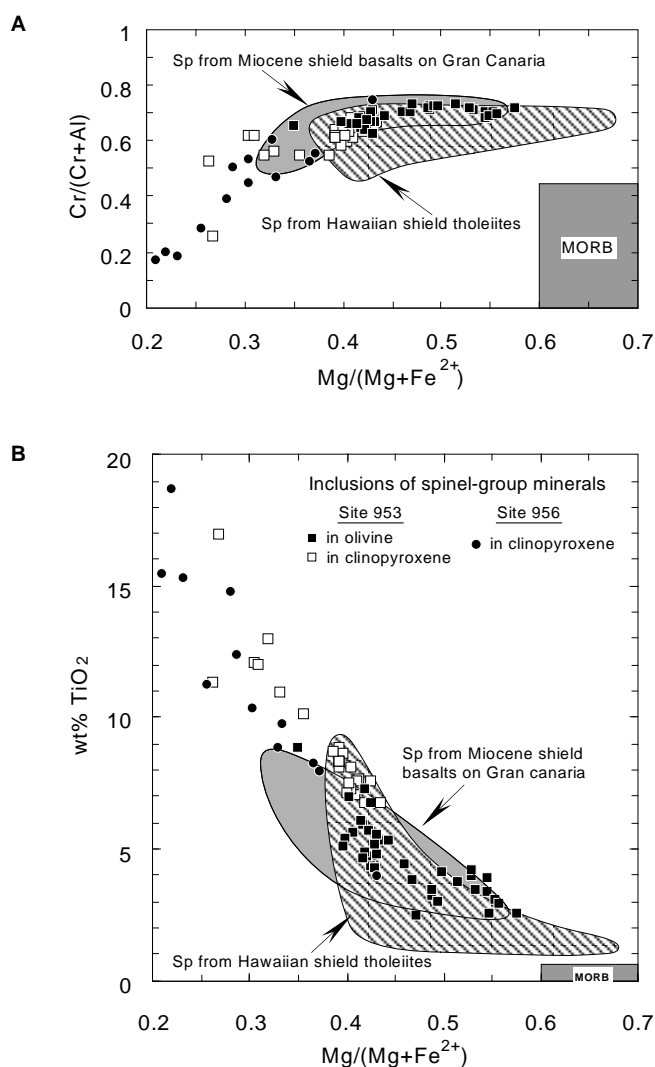 A
Cr/(Cr+Al)
1
0.8
0.6
0.4
0.2
0
Sp from Miocene shield basalts on Gran Canaria
Sp from Hawaiian shield tholeiites
MORB
0.2 0.3 0.4 0.5 0.6 0.7
Mg/(Mg+Fe2+)
B
wt% TiO2
20
15
10
5
0
Inclusions of spinel-group minerals
Site 953 Site 956
in olivine in clinopyroxene
in clinopyroxene
Sp from Miocene shield
basalts on Gran canaria
Sp from Hawaiian shield tholeiites
MORB
0.2 0.3 0.4 0.5 0.6 0.7
Mg/(Mg+Fe2+)